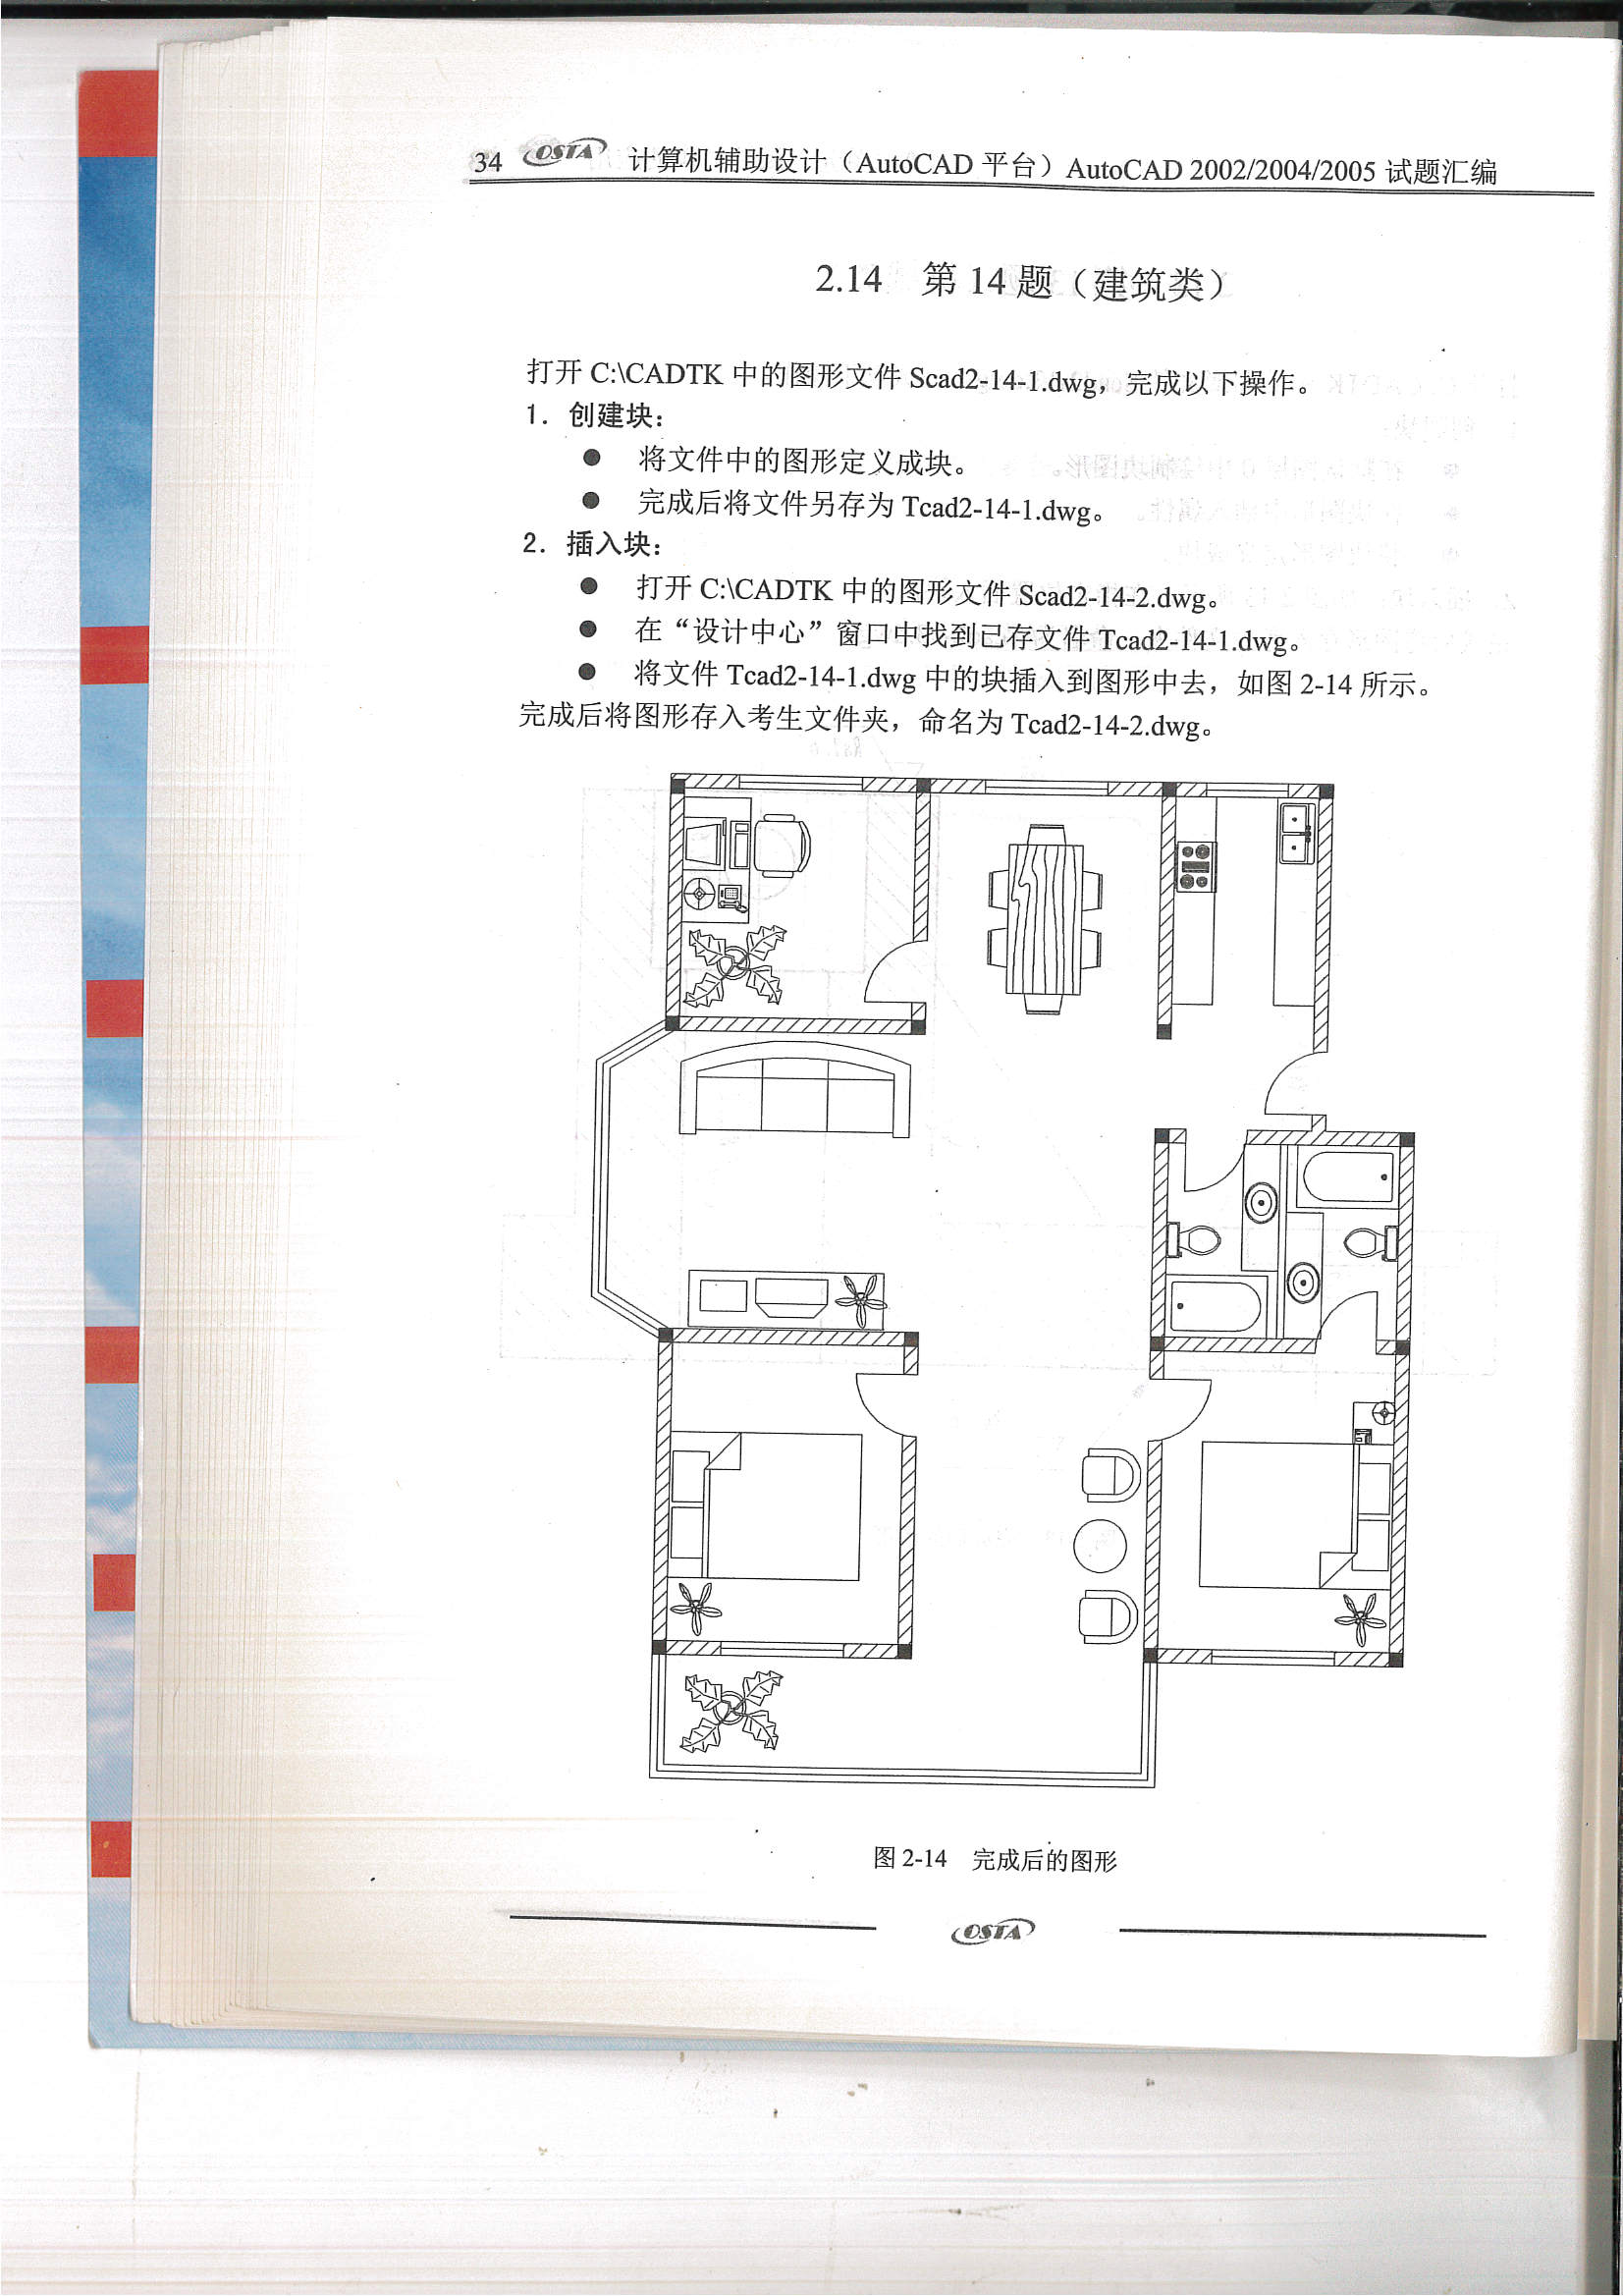 34 OSTA 计算机辅助设计（AutoCAD 平台）AutoCAD 2002/2004/2005 试题汇编
2.14 第 14 题（建筑类）
打开 C:\CADTK 中的图形文件 Scad2-14-1.dwg，完成以下操作。
1．创建块：
● 将文件中的图形定义成块。
● 完成后将文件另存为 Tcad2-14-1.dwg。
2．插入块：
● 打开 C:\CADTK 中的图形文件 Scad2-14-2.dwg。
● 在“设计中心”窗口中找到已存文件 Tcad2-14-1.dwg。
● 将文件 Tcad2-14-1.dwg 中的块插入到图形中去，如图 2-14 所示。
完成后将图形存入考生文件夹，命名为 Tcad2-14-2.dwg。
图 2-14 完成后的图形
OSTA